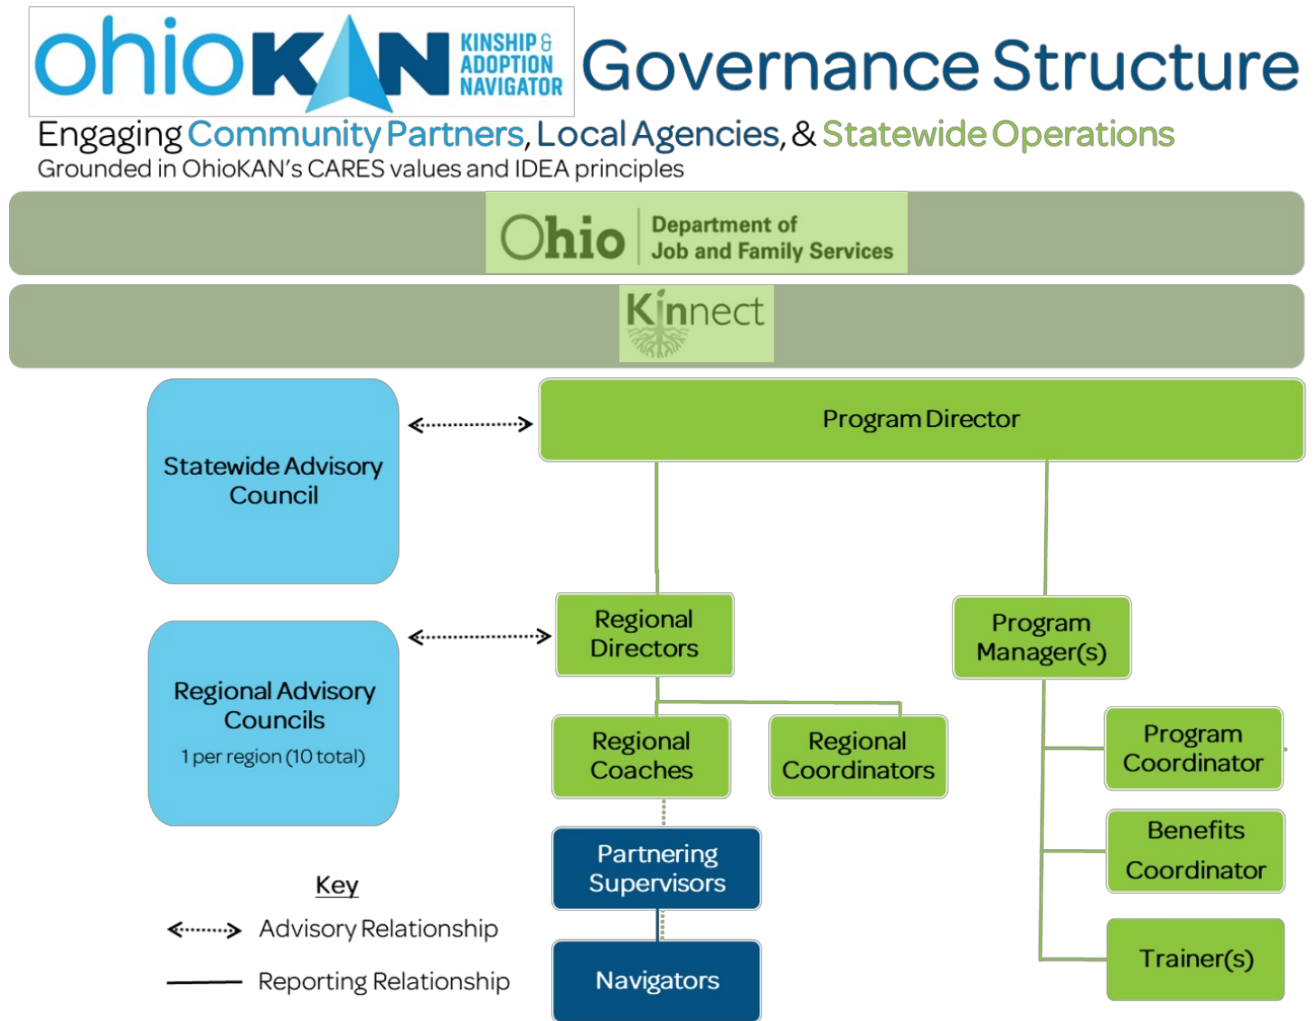 ohioKAN KINSHIP &
ADOPTION
NAVIGATOR
Governance Structure
Engaging Community Partners, Local Agencies, & Statewide Operations
Grounded in OhioKAN's CARES values and IDEA principles
Ohio
Department of
Job and Family Services
Kinnect
Program Director
Statewide Advisory
Council
Regional
Directors
Program
Manager(s)
Regional Advisory
Councils
1 per region (10 total)
Regional
Coaches
Regional
Coordinators
Program
Coordinator
Benefits
Coordinator
Partnering
Supervisors
Trainer(s)
Navigators
Key
Advisory Relationship
Reporting Relationship